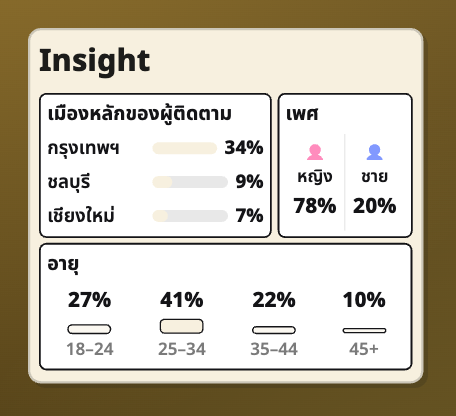 Insight
เมืองหลักของผู้ติดตาม
กรุงเทพฯ 34%
ชลบุรี 9%
เชียงใหม่ 7%
เพศ
หญิง ชาย
78% 20%
อายุ
27% 41% 22% 10%
18–24 25–34 35–44 45+